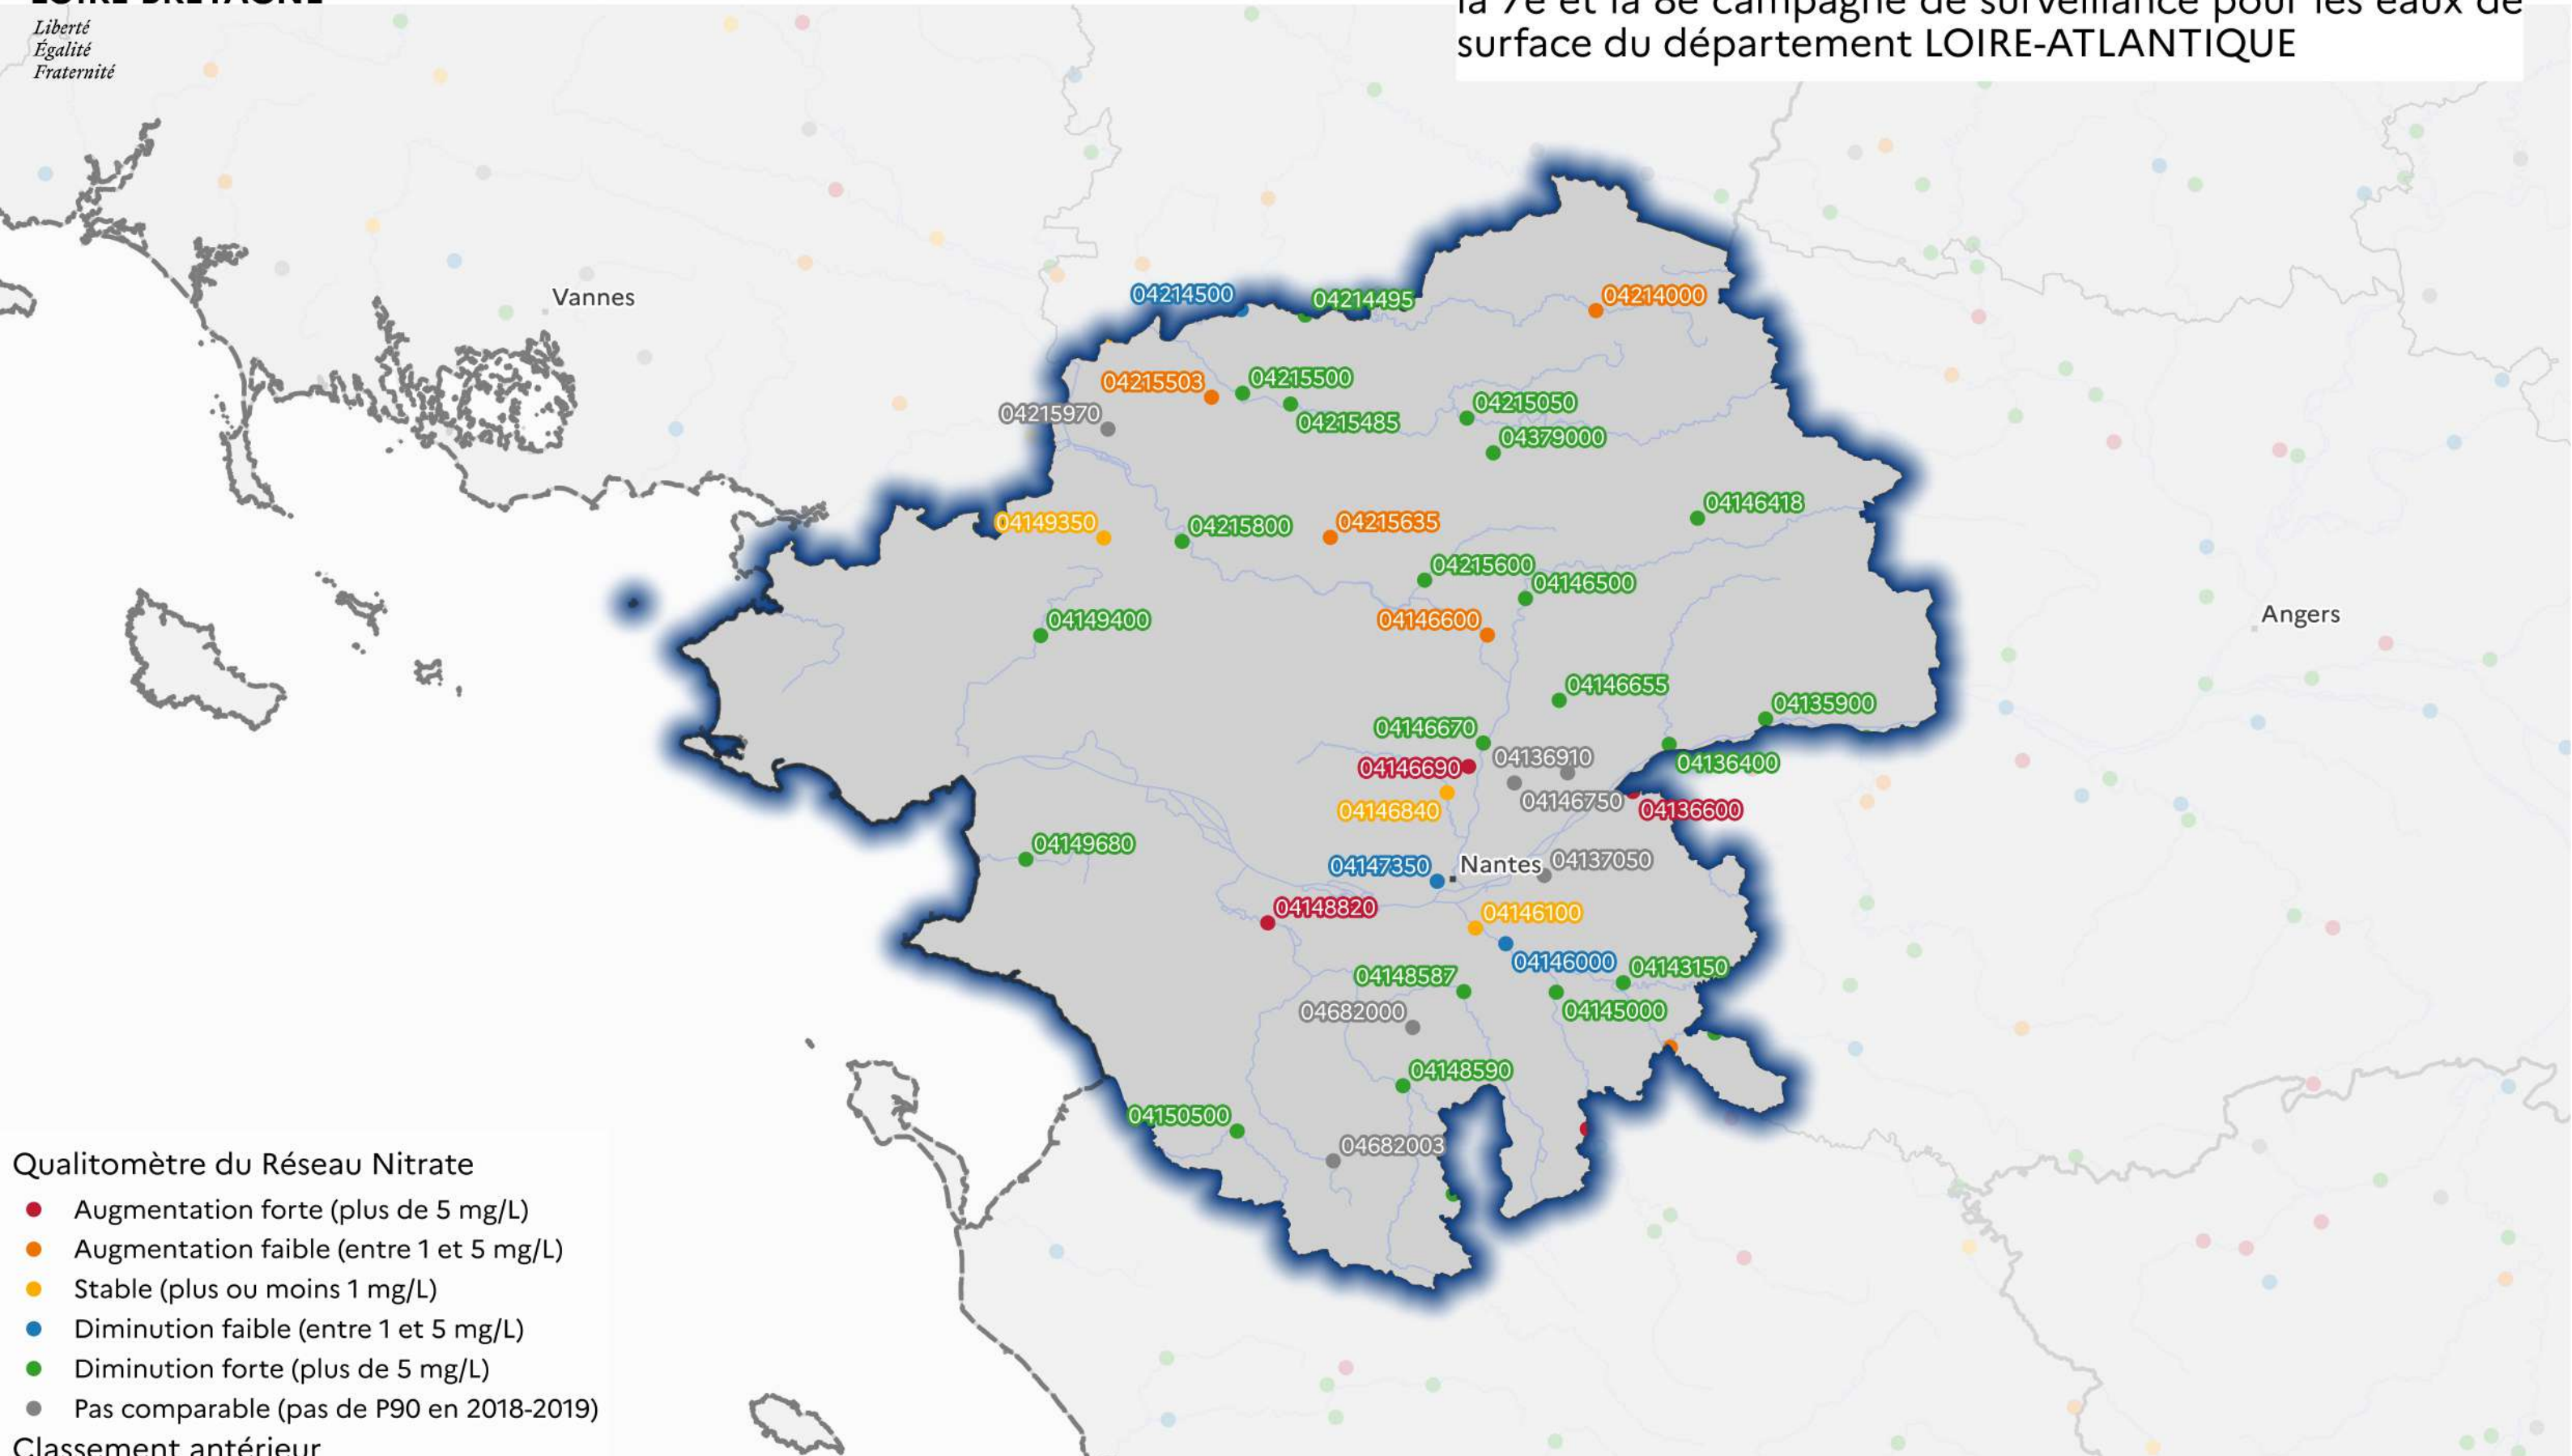 LOIRE-BRETAGNE
Liberté
Égalité
Fraternité
la 7e et la 8e campagne de surveillance pour les eaux de
surface du département LOIRE-ATLANTIQUE
Vannes
04214500
04214495
04214000
04215503
04215500
04215970
04215485
04215050
04379000
04146418
04149350
04215800
04215635
04215600
04146500
04149400
04146600
Angers
04146655
04135900
04146670
04136910
04146690
04136400
04146750
04146840
04136600
04149680
04147350
Nantes
04137050
04148820
04146100
04146000
04143150
04148587
04145000
04682000
04148590
04150500
04682003
Qualitomètre du Réseau Nitrate
Augmentation forte (plus de 5 mg/L)
Augmentation faible (entre 1 et 5 mg/L)
Stable (plus ou moins 1 mg/L)
Diminution faible (entre 1 et 5 mg/L)
Diminution forte (plus de 5 mg/L)
Pas comparable (pas de P90 en 2018-2019)
Classement antérieur